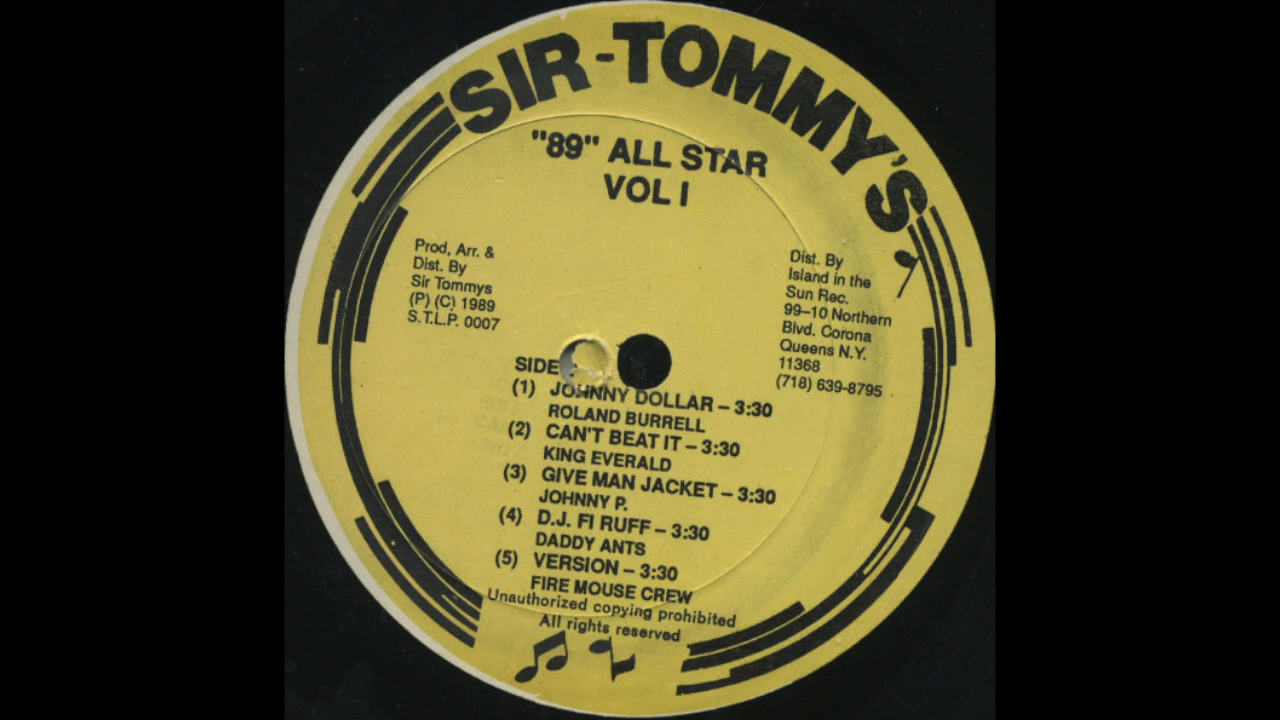 SIR-TOMMY'S
"89" ALL STAR
VOL I
Prod, Arr. &
Dist. By
Sir Tommys
(P) (C) 1989
S.T.L.P. 0007
Dist. By
Island in the
Sun Rec.
99–10 Northern
Blvd. Corona
Queens N.Y.
11368
(718) 639-8795
SIDE
(1) JOHNNY DOLLAR – 3:30
ROLAND BURRELL
(2) CAN'T BEAT IT – 3:30
KING EVERALD
(3) GIVE MAN JACKET – 3:30
JOHNNY P.
(4) D.J. FI RUFF – 3:30
DADDY ANTS
(5) VERSION – 3:30
FIRE MOUSE CREW
Unauthorized copying prohibited
All rights reserved